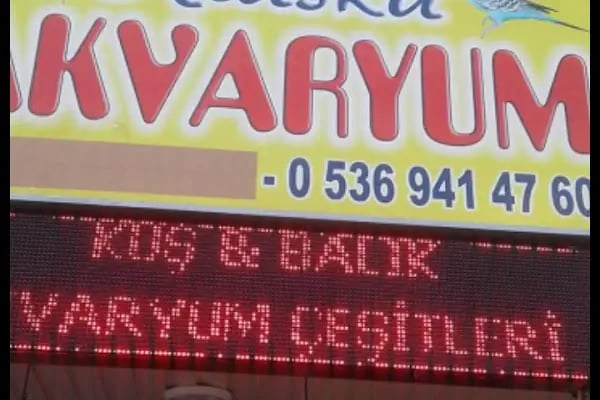 AKVARYUM
- 0 536 941 47 60
KUŞ & BALIK
VARYUM ÇEŞİTLERİ